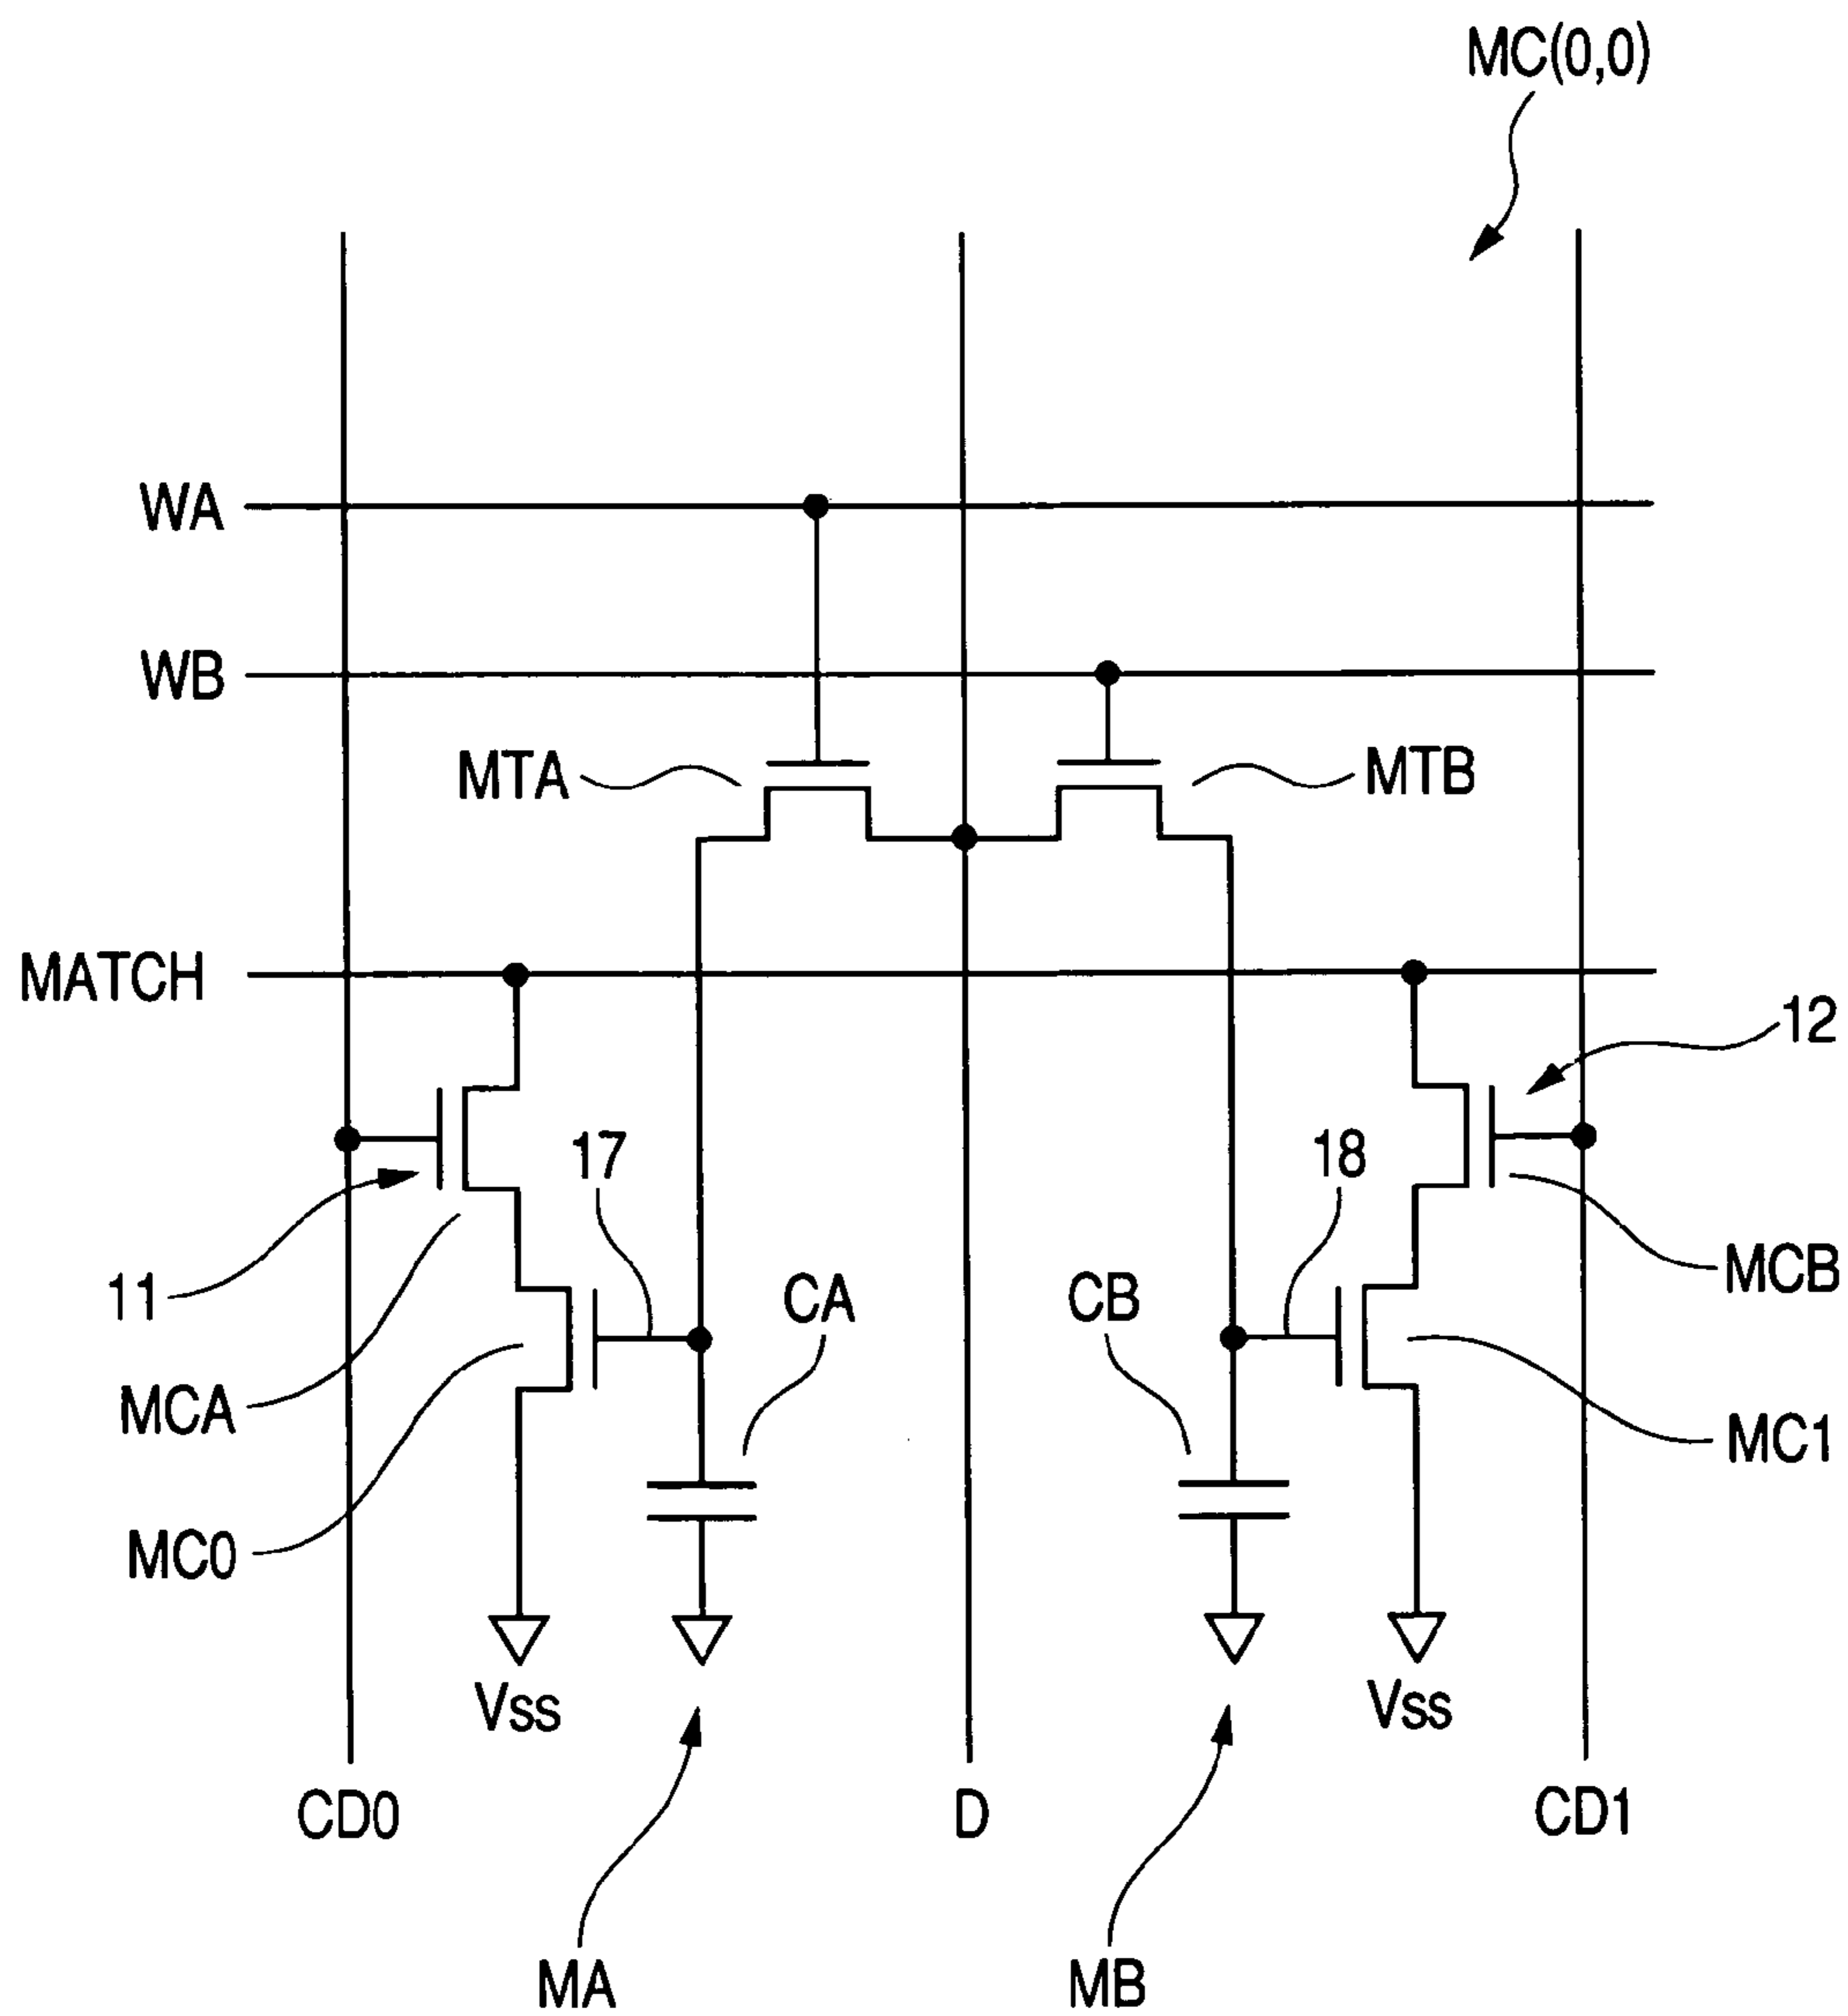 MC(0,0)
WA
WB
MTA
MTB
MATCH
12
17
18
11
CA
CB
MCB
MCA
MC1
MC0
Vss
Vss
CD0
D
CD1
MA
MB